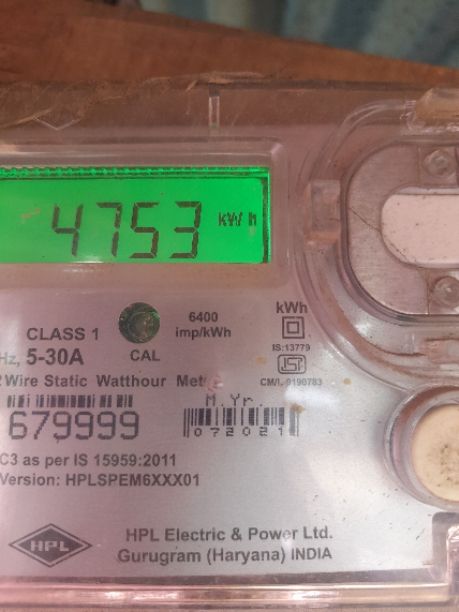 4753 kWh
CLASS 1
6400
imp/kWh
kWh
IS:13779
Hz, 5-30A
CAL
CM/L-9190783
Wire Static Watthour
M.Yr.
679999
072021
C3 as per IS 15959:2011
Version: HPLSPEM6XXX01
HPL
HPL Electric & Power Ltd.
Gurugram (Haryana) INDIA